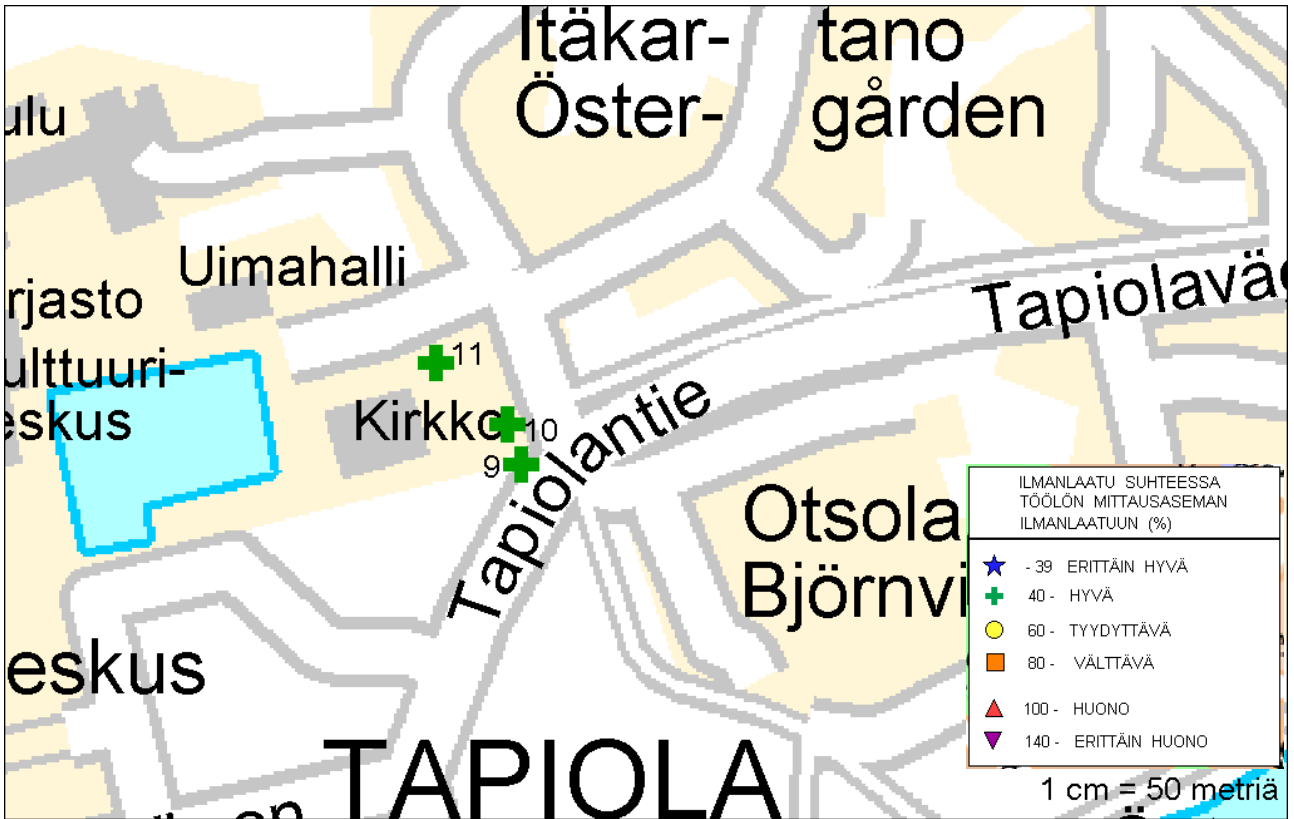 Itäkar- tano
Öster- gården
ulu
Uimahalli
rjasto
Tapiolaväg
ulttuuri-
eskus
11
Kirkko
10
9
Tapiolantie
Otsola
Björnvi
eskus
TAPIOLA
ILMANLAATU SUHTEESSA
TÖÖLÖN MITTAUSASEMAN
ILMANLAATUUN (%)
- 39 ERITTÄIN HYVÄ
40 - HYVÄ
60 - TYYDYTTÄVÄ
80 - VÄLTTÄVÄ
100 - HUONO
140 - ERITTÄIN HUONO
1 cm = 50 metriä